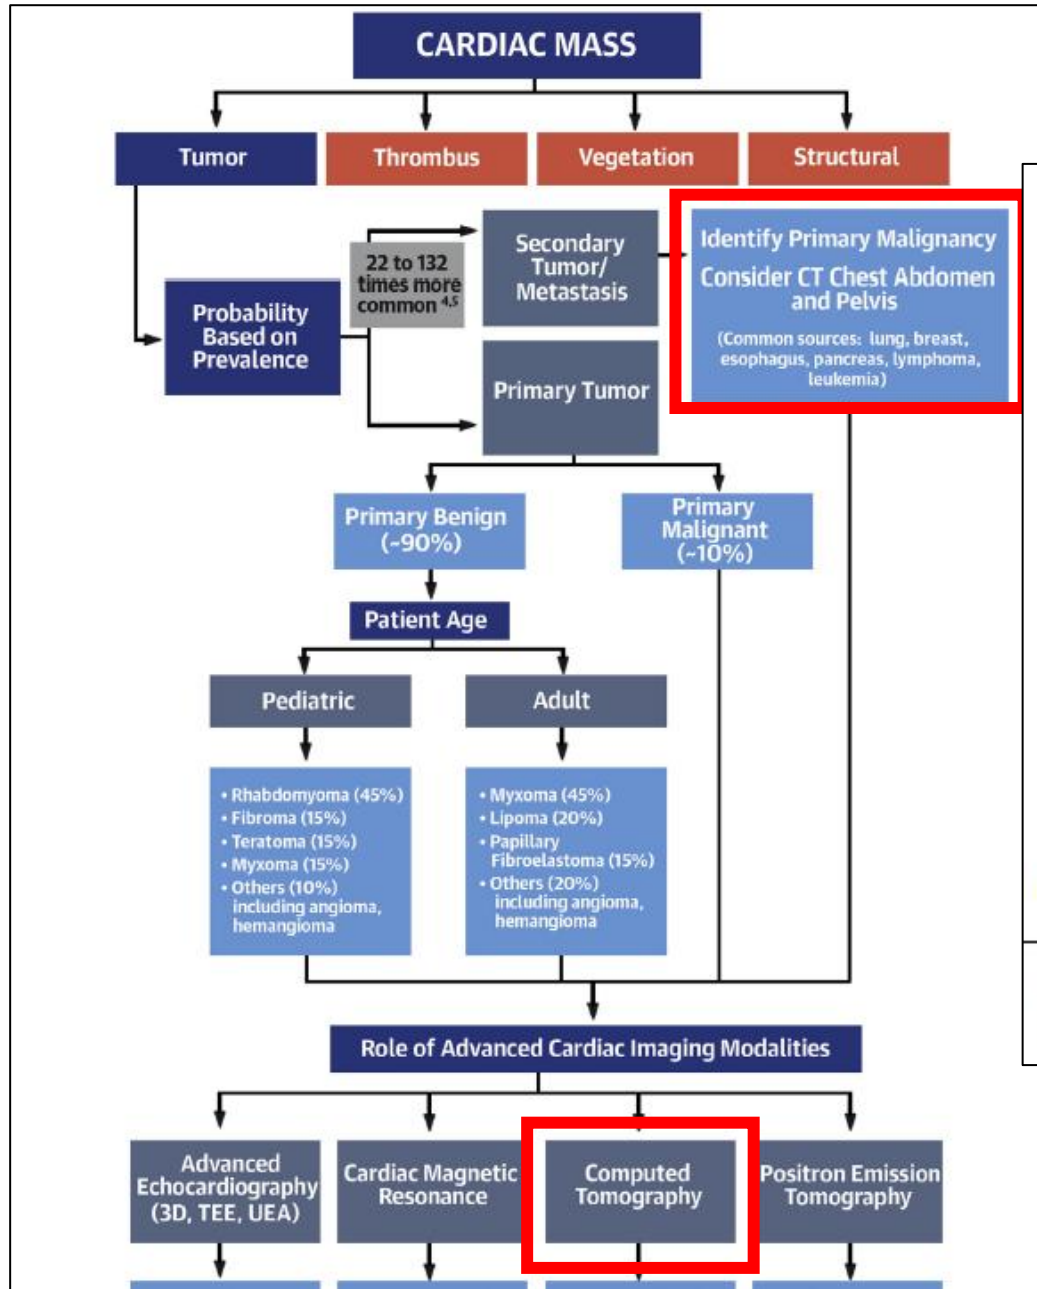 CARDIAC MASS
Tumor
Thrombus
Vegetation
Structural
Probability
Based on
Prevalence
22 to 132
times more
common 4,5
Secondary
Tumor/
Metastasis
Identify Primary Malignancy
Consider CT Chest Abdomen
and Pelvis
(Common sources: lung, breast,
esophagus, pancreas, lymphoma,
leukemia)
Primary Tumor
Primary Benign
(~90%)
Primary
Malignant
(~10%)
Patient Age
Pediatric
Adult
• Rhabdomyoma (45%)
• Fibroma (15%)
• Teratoma (15%)
• Myxoma (15%)
• Others (10%)
including angioma,
hemangioma
• Myxoma (45%)
• Lipoma (20%)
• Papillary
Fibroelastoma (15%)
• Others (20%)
including angioma,
hemangioma
Role of Advanced Cardiac Imaging Modalities
Advanced
Echocardiography
(3D, TEE, UEA)
Cardiac Magnetic
Resonance
Computed
Tomography
Positron Emission
Tomography